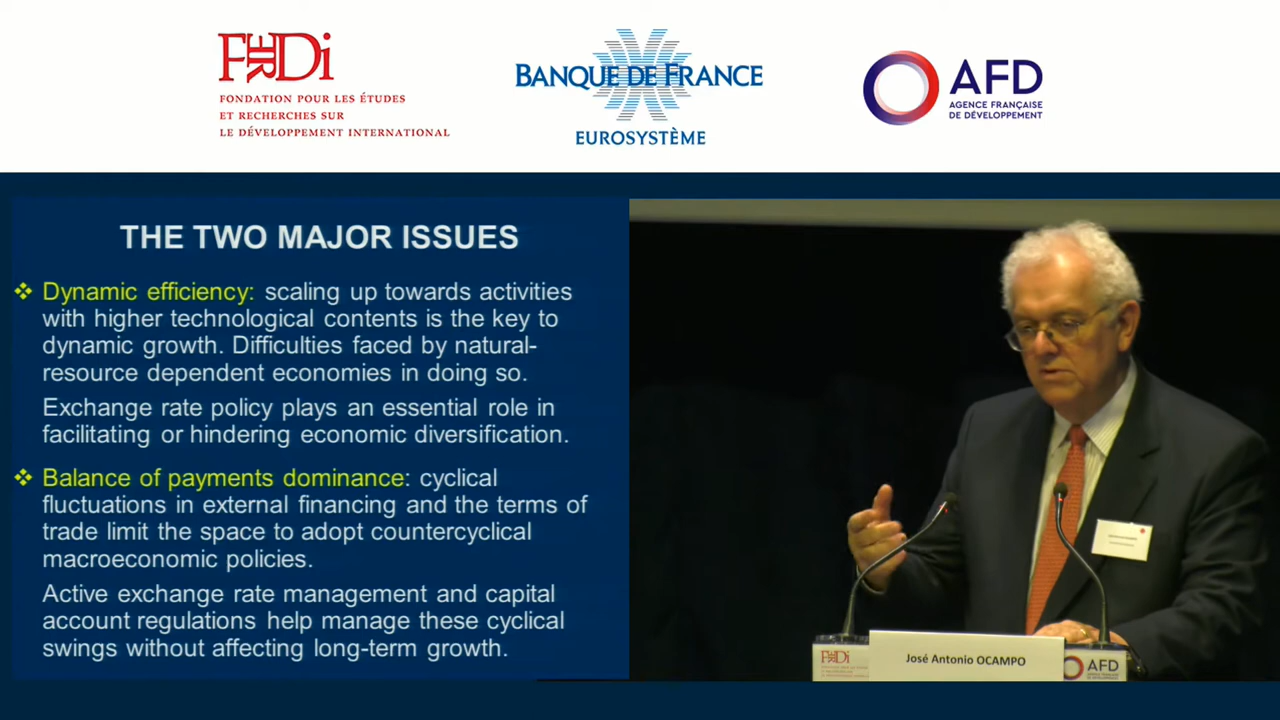 FERDi
FONDATION POUR LES ÉTUDES
ET RECHERCHES SUR
LE DÉVELOPPEMENT INTERNATIONAL
BANQUE DE FRANCE
EUROSYSTÈME
AFD
AGENCE FRANÇAISE
DE DÉVELOPPEMENT
THE TWO MAJOR ISSUES
❖ Dynamic efficiency: scaling up towards activities
with higher technological contents is the key to
dynamic growth. Difficulties faced by natural-
resource dependent economies in doing so.
Exchange rate policy plays an essential role in
facilitating or hindering economic diversification.
❖ Balance of payments dominance: cyclical
fluctuations in external financing and the terms of
trade limit the space to adopt countercyclical
macroeconomic policies.
Active exchange rate management and capital
account regulations help manage these cyclical
swings without affecting long-term growth.
FERDi
José Antonio OCAMPO
AFD